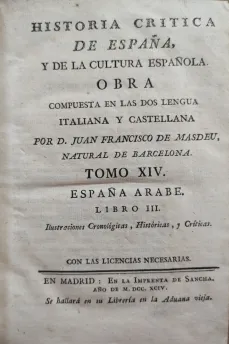 HISTORIA CRITICA
DE ESPAÑA,
Y DE LA CULTURA ESPAÑOLA.
OBRA
COMPUESTA EN LAS DOS LENGUA
ITALIANA Y CASTELLANA
POR D. JUAN FRANCISCO DE MASDEU,
NATURAL DE BARCELONA.
TOMO XIV.
ESPAÑA ARABE.
LIBRO III.
Ilustraciones Cronológicas, Históricas, y Críticas.
CON LAS LICENCIAS NECESARIAS.
EN MADRID: EN LA IMPRENTA DE SANCHA.
AÑO DE M. DCC. XCIV.
Se hallará en su Librería en la Aduana vieja.